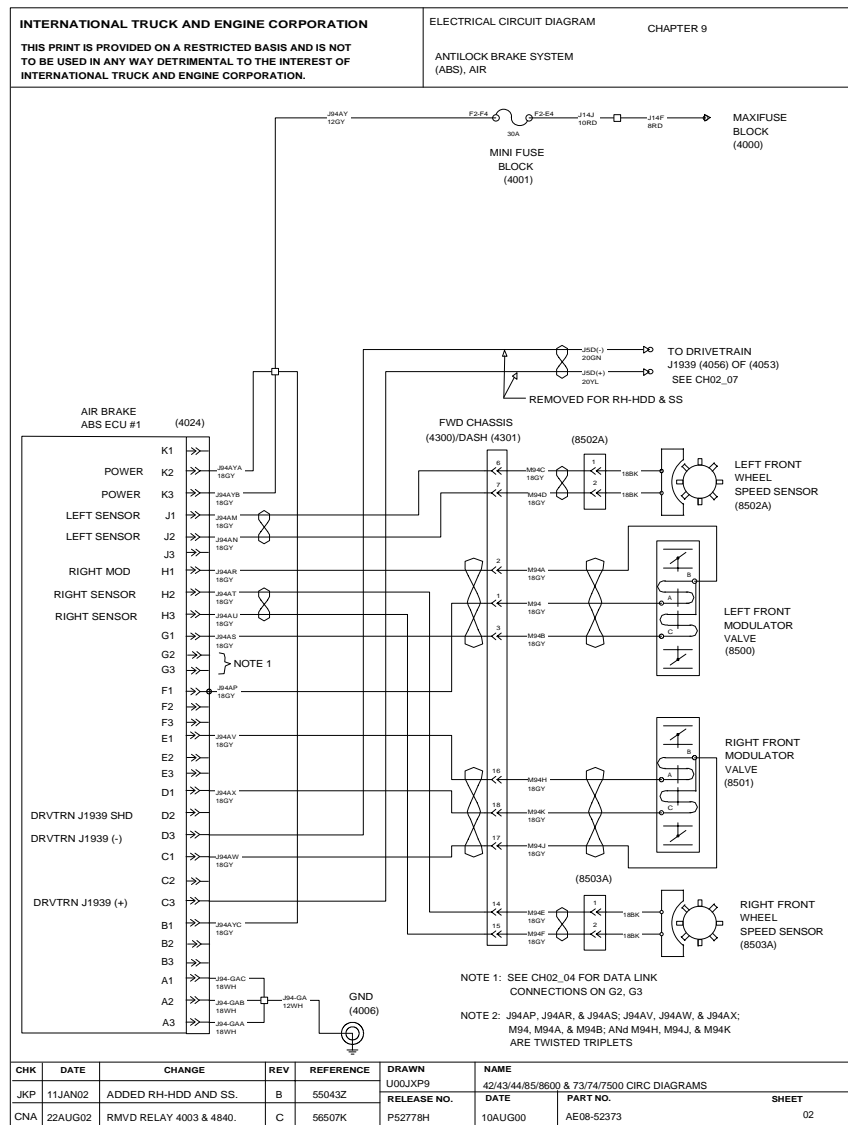 INTERNATIONAL TRUCK AND ENGINE CORPORATION
THIS PRINT IS PROVIDED ON A RESTRICTED BASIS AND IS NOT
TO BE USED IN ANY WAY DETRIMENTAL TO THE INTEREST OF
INTERNATIONAL TRUCK AND ENGINE CORPORATION.
ELECTRICAL CIRCUIT DIAGRAM
CHAPTER 9
ANTILOCK BRAKE SYSTEM
(ABS), AIR
J94AY
12GY
F2-F4
30A
F2-E4
J14J
10RD
J14F
8RD
MAXIFUSE
BLOCK
(4000)
MINI FUSE
BLOCK
(4001)
J5D(-)
20GN
J5D(+)
20YL
TO DRIVETRAIN
J1939 (4056) OF (4053)
SEE CH02_07
REMOVED FOR RH-HDD & SS
AIR BRAKE
ABS ECU #1
(4024)
FWD CHASSIS
(4300)/DASH (4301)
(8502A)
K1
POWER K2 J94AYA
18GY
POWER K3 J94AYB
18GY
LEFT SENSOR J1 J94AM
18GY
LEFT SENSOR J2 J94AN
18GY
J3
RIGHT MOD H1 J94AR
18GY
RIGHT SENSOR H2 J94AT
18GY
RIGHT SENSOR H3 J94AU
18GY
G1 J94AS
18GY
G2
G3
NOTE 1
F1 J94AP
18GY
F2
F3
E1 J94AV
18GY
E2
E3
D1 J94AX
18GY
DRVTRN J1939 SHD D2
DRVTRN J1939 (-) D3
C1 J94AW
18GY
C2
DRVTRN J1939 (+) C3
B1 J94AYC
18GY
B2
B3
A1 J94-GAC
18WH
A2 J94-GAB
18WH
A3 J94-GAA
18WH
J94-GA
12WH
GND
(4006)
6 M94C 1 18BK
18GY
7 M94D 2 18BK
18GY
LEFT FRONT
WHEEL
SPEED SENSOR
(8502A)
2 M94A
18GY
1 M94
18GY
3 M94B
18GY
B
A
C
LEFT FRONT
MODULATOR
VALVE
(8500)
16 M94H
18GY
18 M94K
18GY
17 M94J
18GY
B
A
C
RIGHT FRONT
MODULATOR
VALVE
(8501)
(8503A)
14 M94E 1 18BK
18GY
15 M94F 2 18BK
18GY
RIGHT FRONT
WHEEL
SPEED SENSOR
(8503A)
NOTE 1: SEE CH02_04 FOR DATA LINK
CONNECTIONS ON G2, G3
NOTE 2: J94AP, J94AR, & J94AS; J94AV, J94AW, & J94AX;
M94, M94A, & M94B; ANd M94H, M94J, & M94K
ARE TWISTED TRIPLETS
CHK DATE CHANGE REV REFERENCE
JKP 11JAN02 ADDED RH-HDD AND SS. B 55043Z
CNA 22AUG02 RMVD RELAY 4003 & 4840. C 56507K
DRAWN
U00JXP9
NAME
42/43/44/85/8600 & 73/74/7500 CIRC DIAGRAMS
RELEASE NO.
P52778H
DATE
10AUG00
PART NO.
AE08-52373
SHEET
02